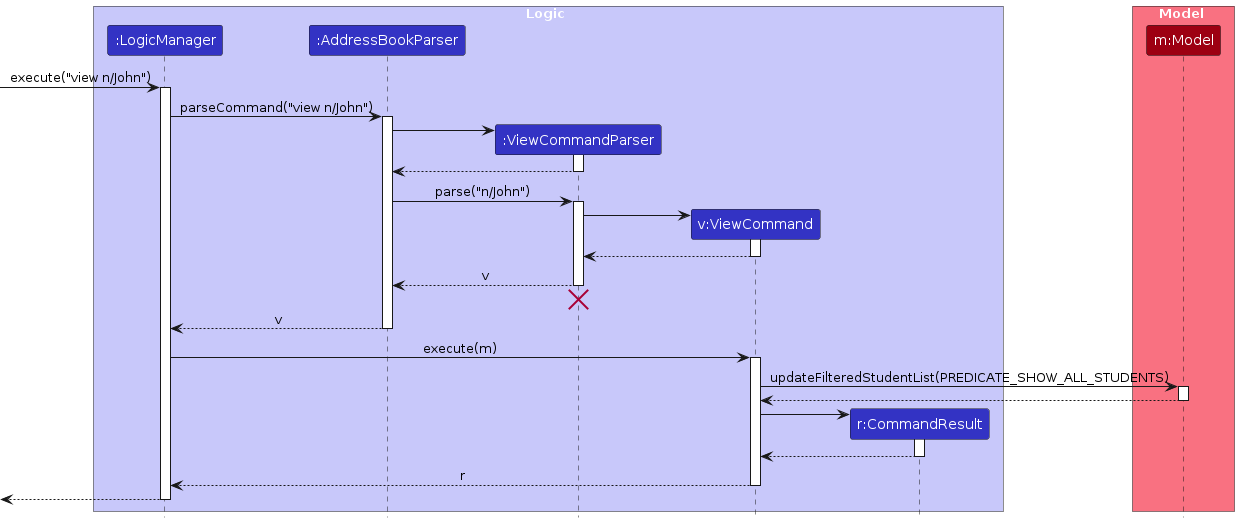 Logic
Model
:LogicManager
:AddressBookParser
m:Model
execute("view n/John")
parseCommand("view n/John")
:ViewCommandParser
parse("n/John")
v:ViewCommand
v
v
execute(m)
updateFilteredStudentList(PREDICATE_SHOW_ALL_STUDENTS)
r:CommandResult
r